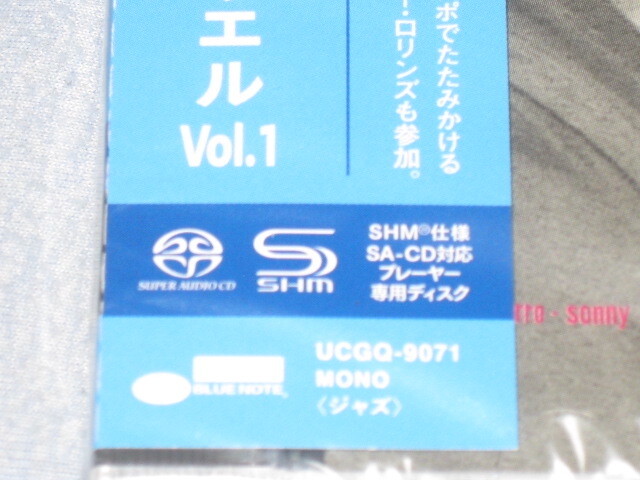 ポでたたみかける
ー・ロリンズも参加。
エル
Vol.1
SUPER AUDIO CD
SHM
SHM®仕様
SA-CD対応
プレーヤー
専用ディスク
sonny
BLUE NOTE®
UCGQ-9071
MONO
〈ジャズ〉